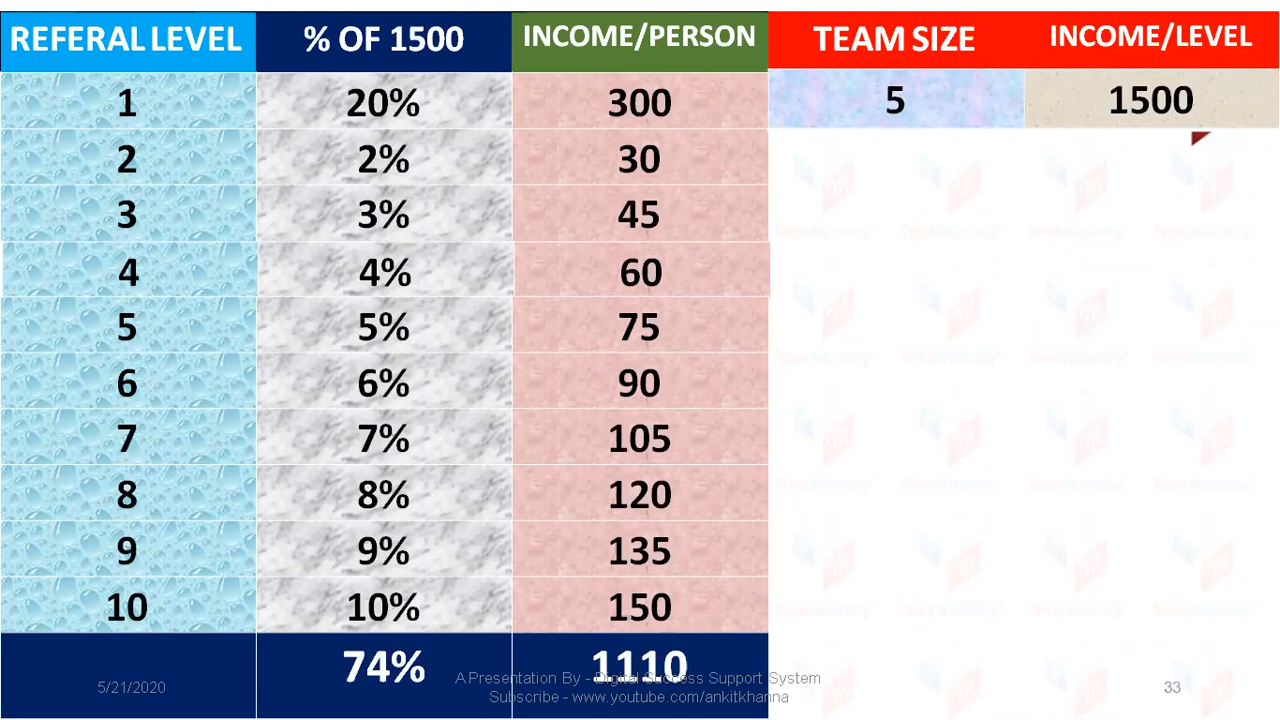 REFERAL LEVEL % OF 1500 INCOME/PERSON TEAM SIZE INCOME/LEVEL
1 20% 300 5 1500
2 2% 30
3 3% 45
4 4% 60
5 5% 75
6 6% 90
7 7% 105
8 8% 120
9 9% 135
10 10% 150
74% 1110
5/21/2020
A Presentation By - Digital Success Support System
Subscribe - www.youtube.com/ankitkhanna
33